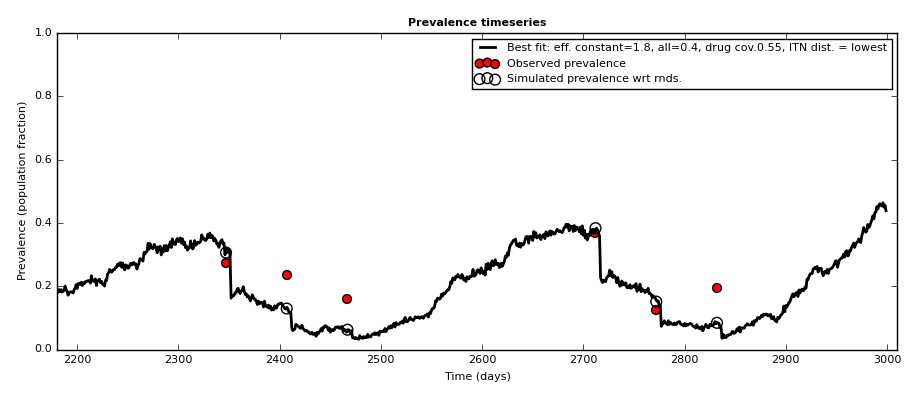 Prevalence timeseries
1.0
0.8
0.6
0.4
0.2
0.0
Prevalence (population fraction)
Best fit: eff. constant=1.8, all=0.4, drug cov.0.55, ITN dist. = lowest
Observed prevalence
Simulated prevalence wrt rnds.
2200 2300 2400 2500 2600 2700 2800 2900 3000
Time (days)